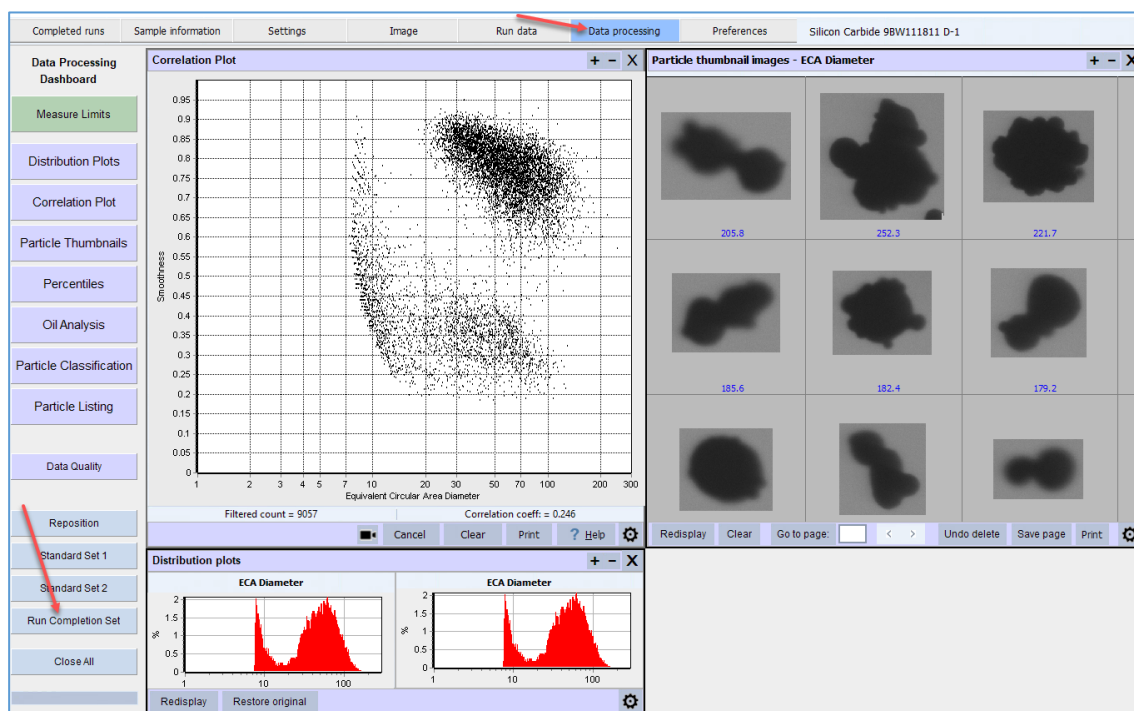 Completed runs Sample information Settings Image Run data Data processing Preferences Silicon Carbide 9BW111811 D-1
Data Processing
Dashboard
Measure Limits
Distribution Plots
Correlation Plot
Particle Thumbnails
Percentiles
Oil Analysis
Particle Classification
Particle Listing
Data Quality
Reposition
Standard Set 1
Standard Set 2
Run Completion Set
Close All
Correlation Plot + - X
Smoothness
0.95
0.9
0.85
0.8
0.75
0.7
0.65
0.6
0.55
0.5
0.45
0.4
0.35
0.3
0.25
0.2
0.15
0.1
0.05
0
1 2 3 4 5 7 10 20 30 50 70 100 200 300
Equivalent Circular Area Diameter
Filtered count = 9057 Correlation coeff: = 0.246
Cancel Clear Print ? Help
Particle thumbnail images - ECA Diameter + - X
205.8 252.3 221.7
185.6 182.4 179.2
Redisplay Clear Go to page: < > Undo delete Save page Print
Distribution plots + - X
ECA Diameter
%
2
1.5
1
0.5
0
1 10 100
ECA Diameter
%
2
1.5
1
0.5
0
1 10 100
Redisplay Restore original